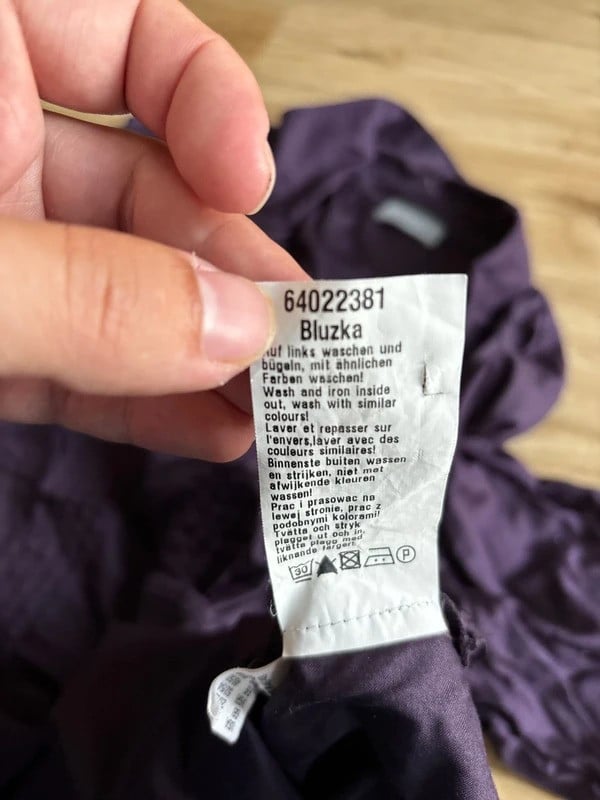 64022381
Bluzka
uf links waschen und
bügeln, mit ähnlichen
Farben waschen!
Wash and iron inside
out, wash with similar
colours!
Laver et repasser sur
l'envers,laver avec des
couleurs similaires!
Binnenste buiten wassen
en strijken, niet met
afwijkende kleuren
wassen!
Prac i prasowac na
lewej stronie, prac z
podobnymi kolorami!
Tvätta och stryk
plagget ut och in,
tvätta plagg med
liknande färger!
30 P